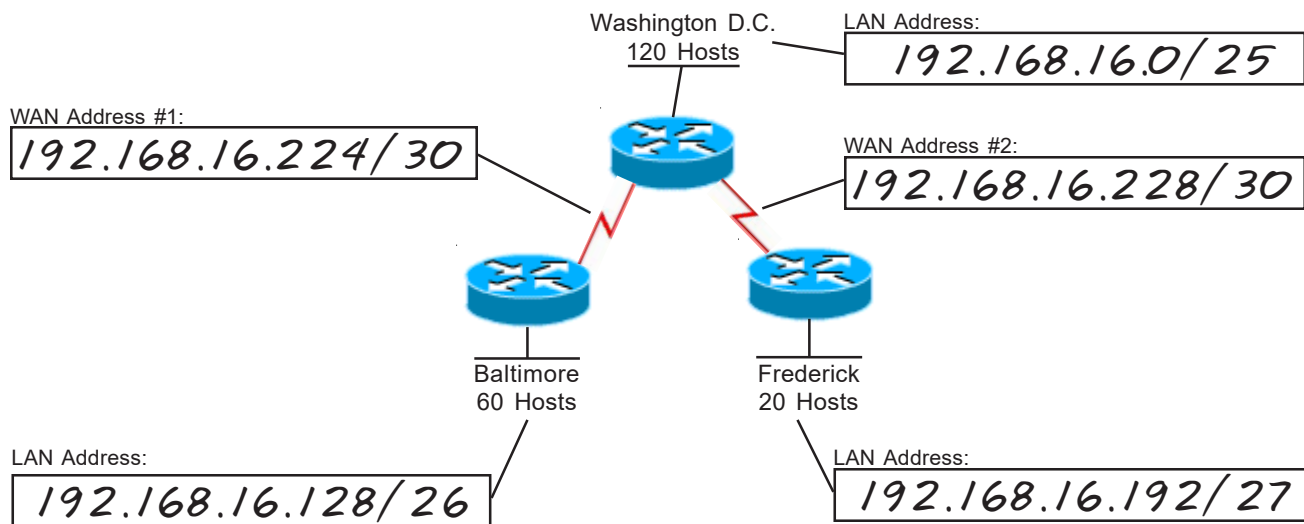 Washington D.C.
120 Hosts
LAN Address:
192.168.16.0/25
WAN Address #1:
192.168.16.224/30
WAN Address #2:
192.168.16.228/30
Baltimore
60 Hosts
Frederick
20 Hosts
LAN Address:
192.168.16.128/26
LAN Address:
192.168.16.192/27